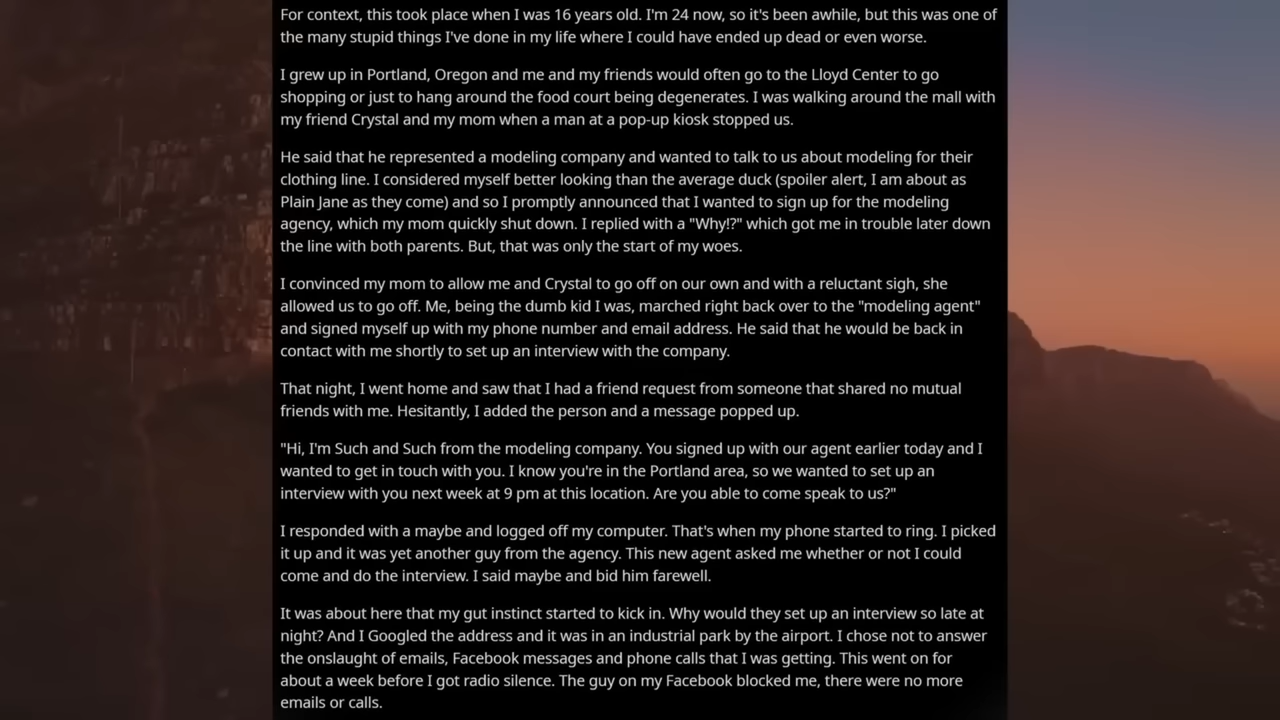 For context, this took place when I was 16 years old. I'm 24 now, so it's been awhile, but this was one of
the many stupid things I've done in my life where I could have ended up dead or even worse.
I grew up in Portland, Oregon and me and my friends would often go to the Lloyd Center to go
shopping or just to hang around the food court being degenerates. I was walking around the mall with
my friend Crystal and my mom when a man at a pop-up kiosk stopped us.
He said that he represented a modeling company and wanted to talk to us about modeling for their
clothing line. I considered myself better looking than the average duck (spoiler alert, I am about as
Plain Jane as they come) and so I promptly announced that I wanted to sign up for the modeling
agency, which my mom quickly shut down. I replied with a "Why!?" which got me in trouble later down
the line with both parents. But, that was only the start of my woes.
I convinced my mom to allow me and Crystal to go off on our own and with a reluctant sigh, she
allowed us to go off. Me, being the dumb kid I was, marched right back over to the "modeling agent"
and signed myself up with my phone number and email address. He said that he would be back in
contact with me shortly to set up an interview with the company.
That night, I went home and saw that I had a friend request from someone that shared no mutual
friends with me. Hesitantly, I added the person and a message popped up.
"Hi, I'm Such and Such from the modeling company. You signed up with our agent earlier today and I
wanted to get in touch with you. I know you're in the Portland area, so we wanted to set up an
interview with you next week at 9 pm at this location. Are you able to come speak to us?"
I responded with a maybe and logged off my computer. That's when my phone started to ring. I picked
it up and it was yet another guy from the agency. This new agent asked me whether or not I could
come and do the interview. I said maybe and bid him farewell.
It was about here that my gut instinct started to kick in. Why would they set up an interview so late at
night? And I Googled the address and it was in an industrial park by the airport. I chose not to answer
the onslaught of emails, Facebook messages and phone calls that I was getting. This went on for
about a week before I got radio silence. The guy on my Facebook blocked me, there were no more
emails or calls.